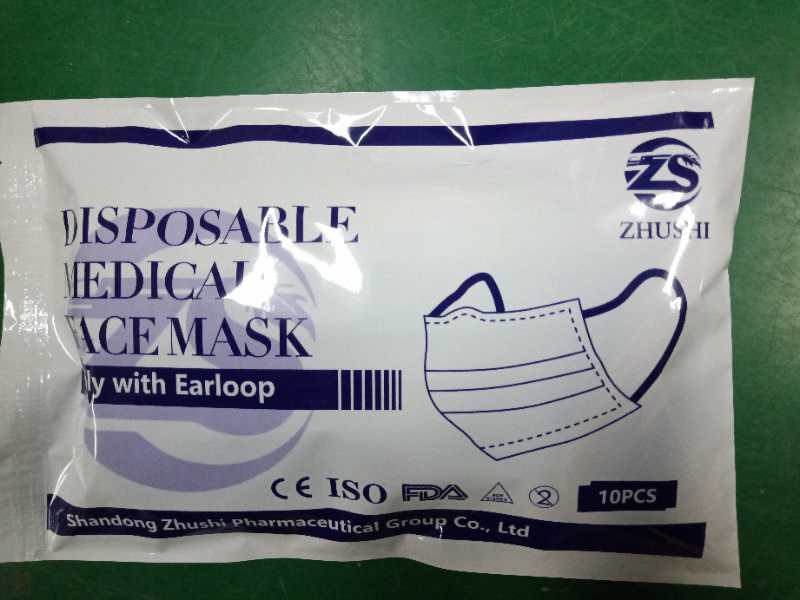 ZS
ZHUSHI
DISPOSABLE
MEDICAL
FACE MASK
with Earloop
CE ISO FDA
10PCS
Shandong Zhushi Pharmaceutical Group Co., Ltd